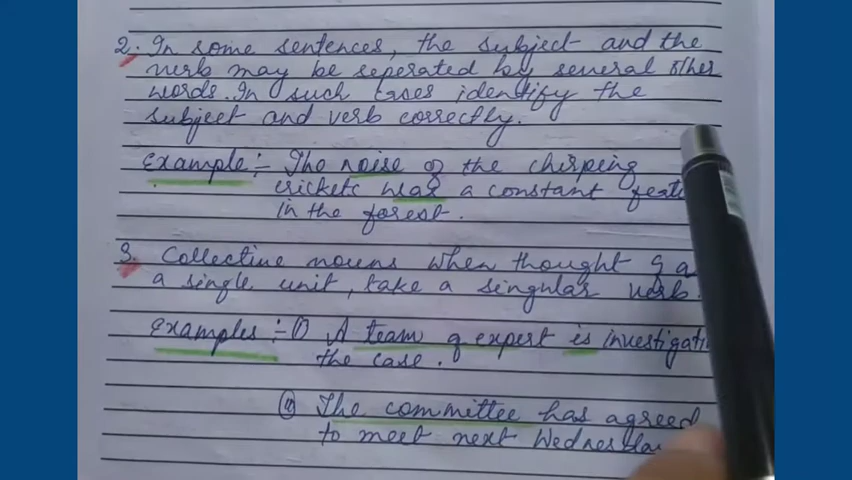 2. In some sentences, the subject and the
verb may be seperated by several other
words. In such cases identify the
subject and verb correctly.
Example:- The noise of the chirping
crickets was a constant
in the forest.
3. Collective nouns when thought of
a single unit, take a singular verb.
Examples:- (i) A team of expert is
the case.
(ii) The committee has agreed
to meet next Wednesday